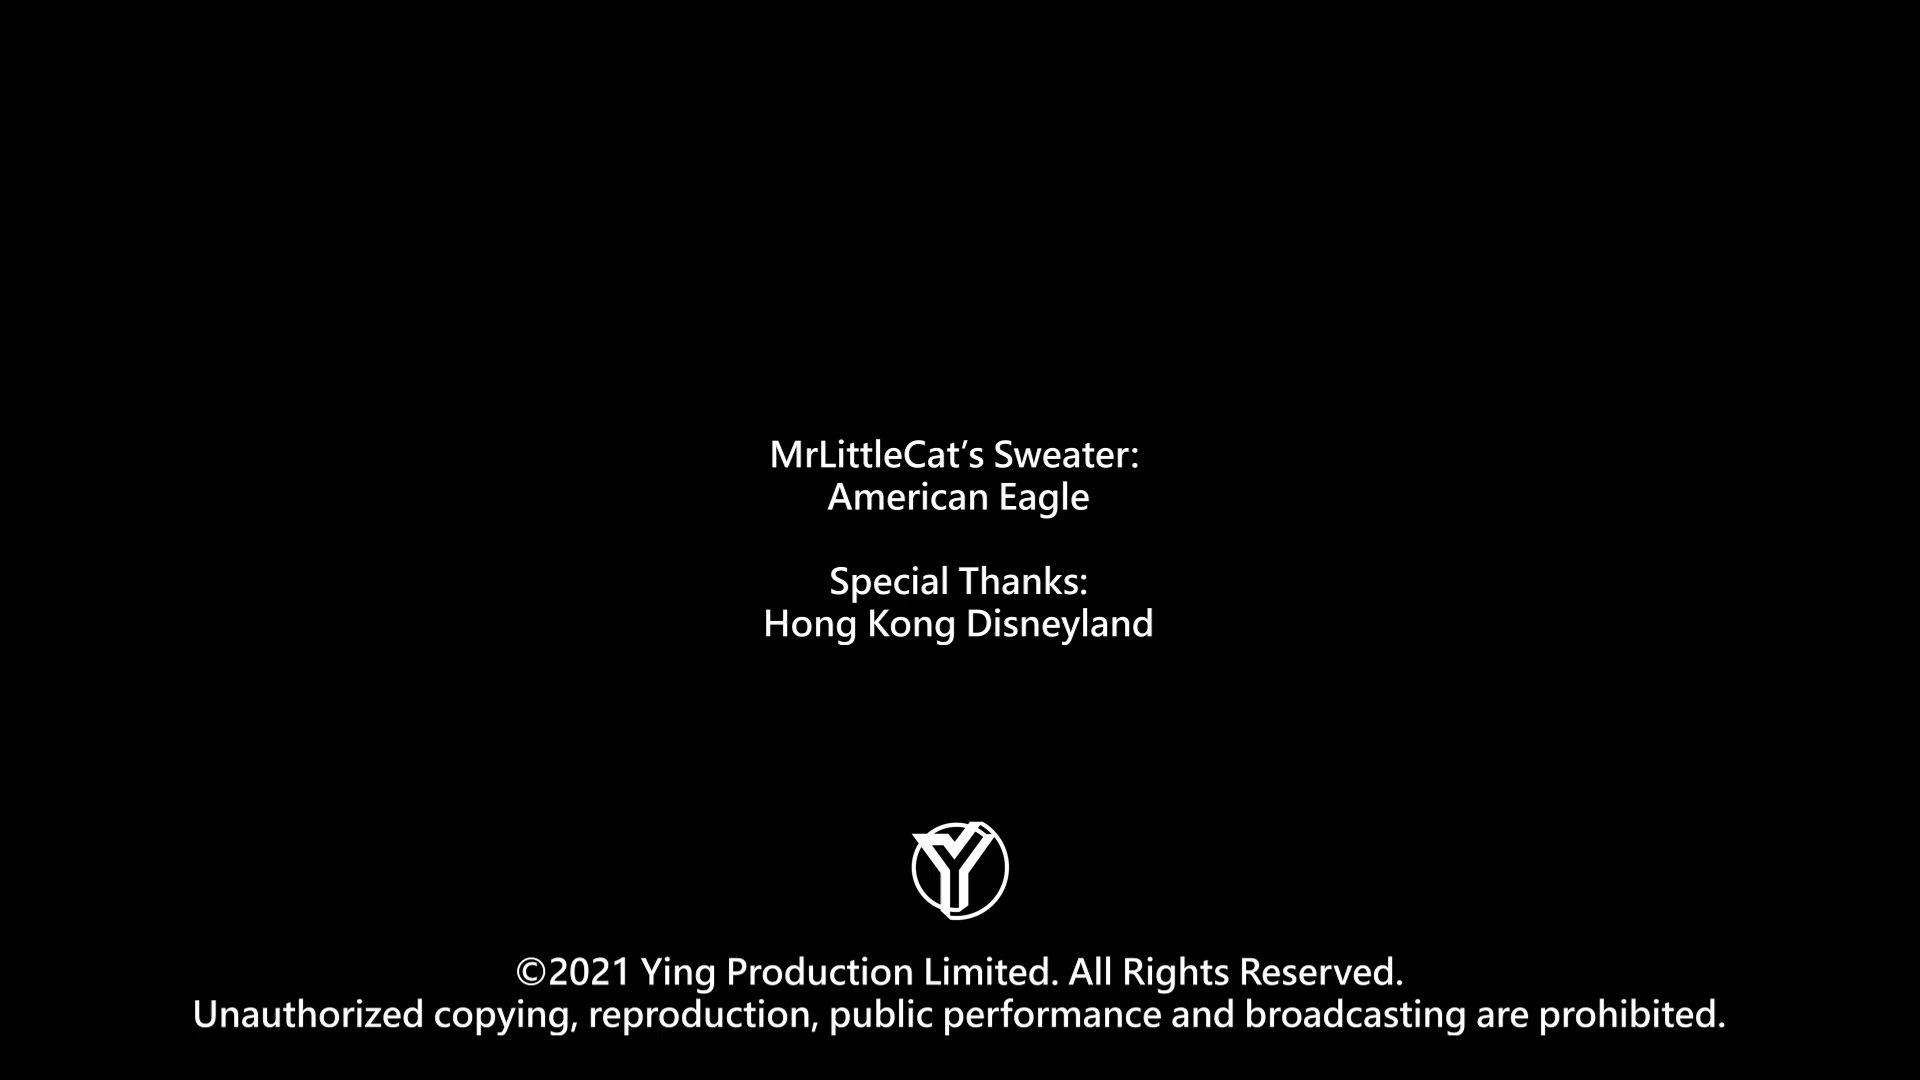 MrLittleCat’s Sweater:
American Eagle
Special Thanks:
Hong Kong Disneyland
Y
©2021 Ying Production Limited. All Rights Reserved.
Unauthorized copying, reproduction, public performance and broadcasting are prohibited.